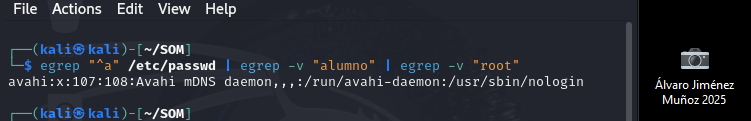 File Actions Edit View Help
┌──(kali㉿kali)-[~/SOM]
└─$ egrep "^a" /etc/passwd | egrep -v "alumno" | egrep -v "root"
avahi:x:107:108:Avahi mDNS daemon,,,:/run/avahi-daemon:/usr/sbin/nologin
┌──(kali㉿kali)-[~/SOM]
Álvaro Jiménez
Muñoz 2025